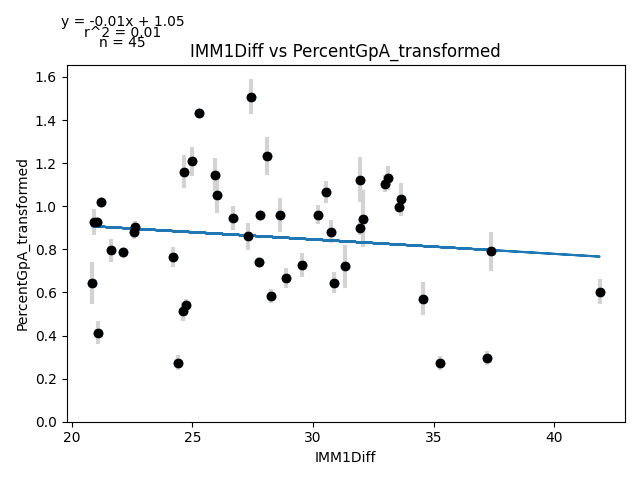 y = -0.01x + 1.05
r^2 = 0.01
n = 45
IMM1Diff vs PercentGpA_transformed
1.6
1.4
1.2
1.0
0.8
0.6
0.4
0.2
0.0
PercentGpA_transformed
20
25
30
35
40
IMM1Diff